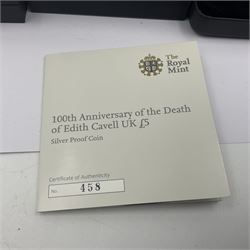 The
Royal
Mint
100th Anniversary of the Death
of Edith Cavell UK £5
Silver Proof Coin
Certificate of Authenticity
No. 458